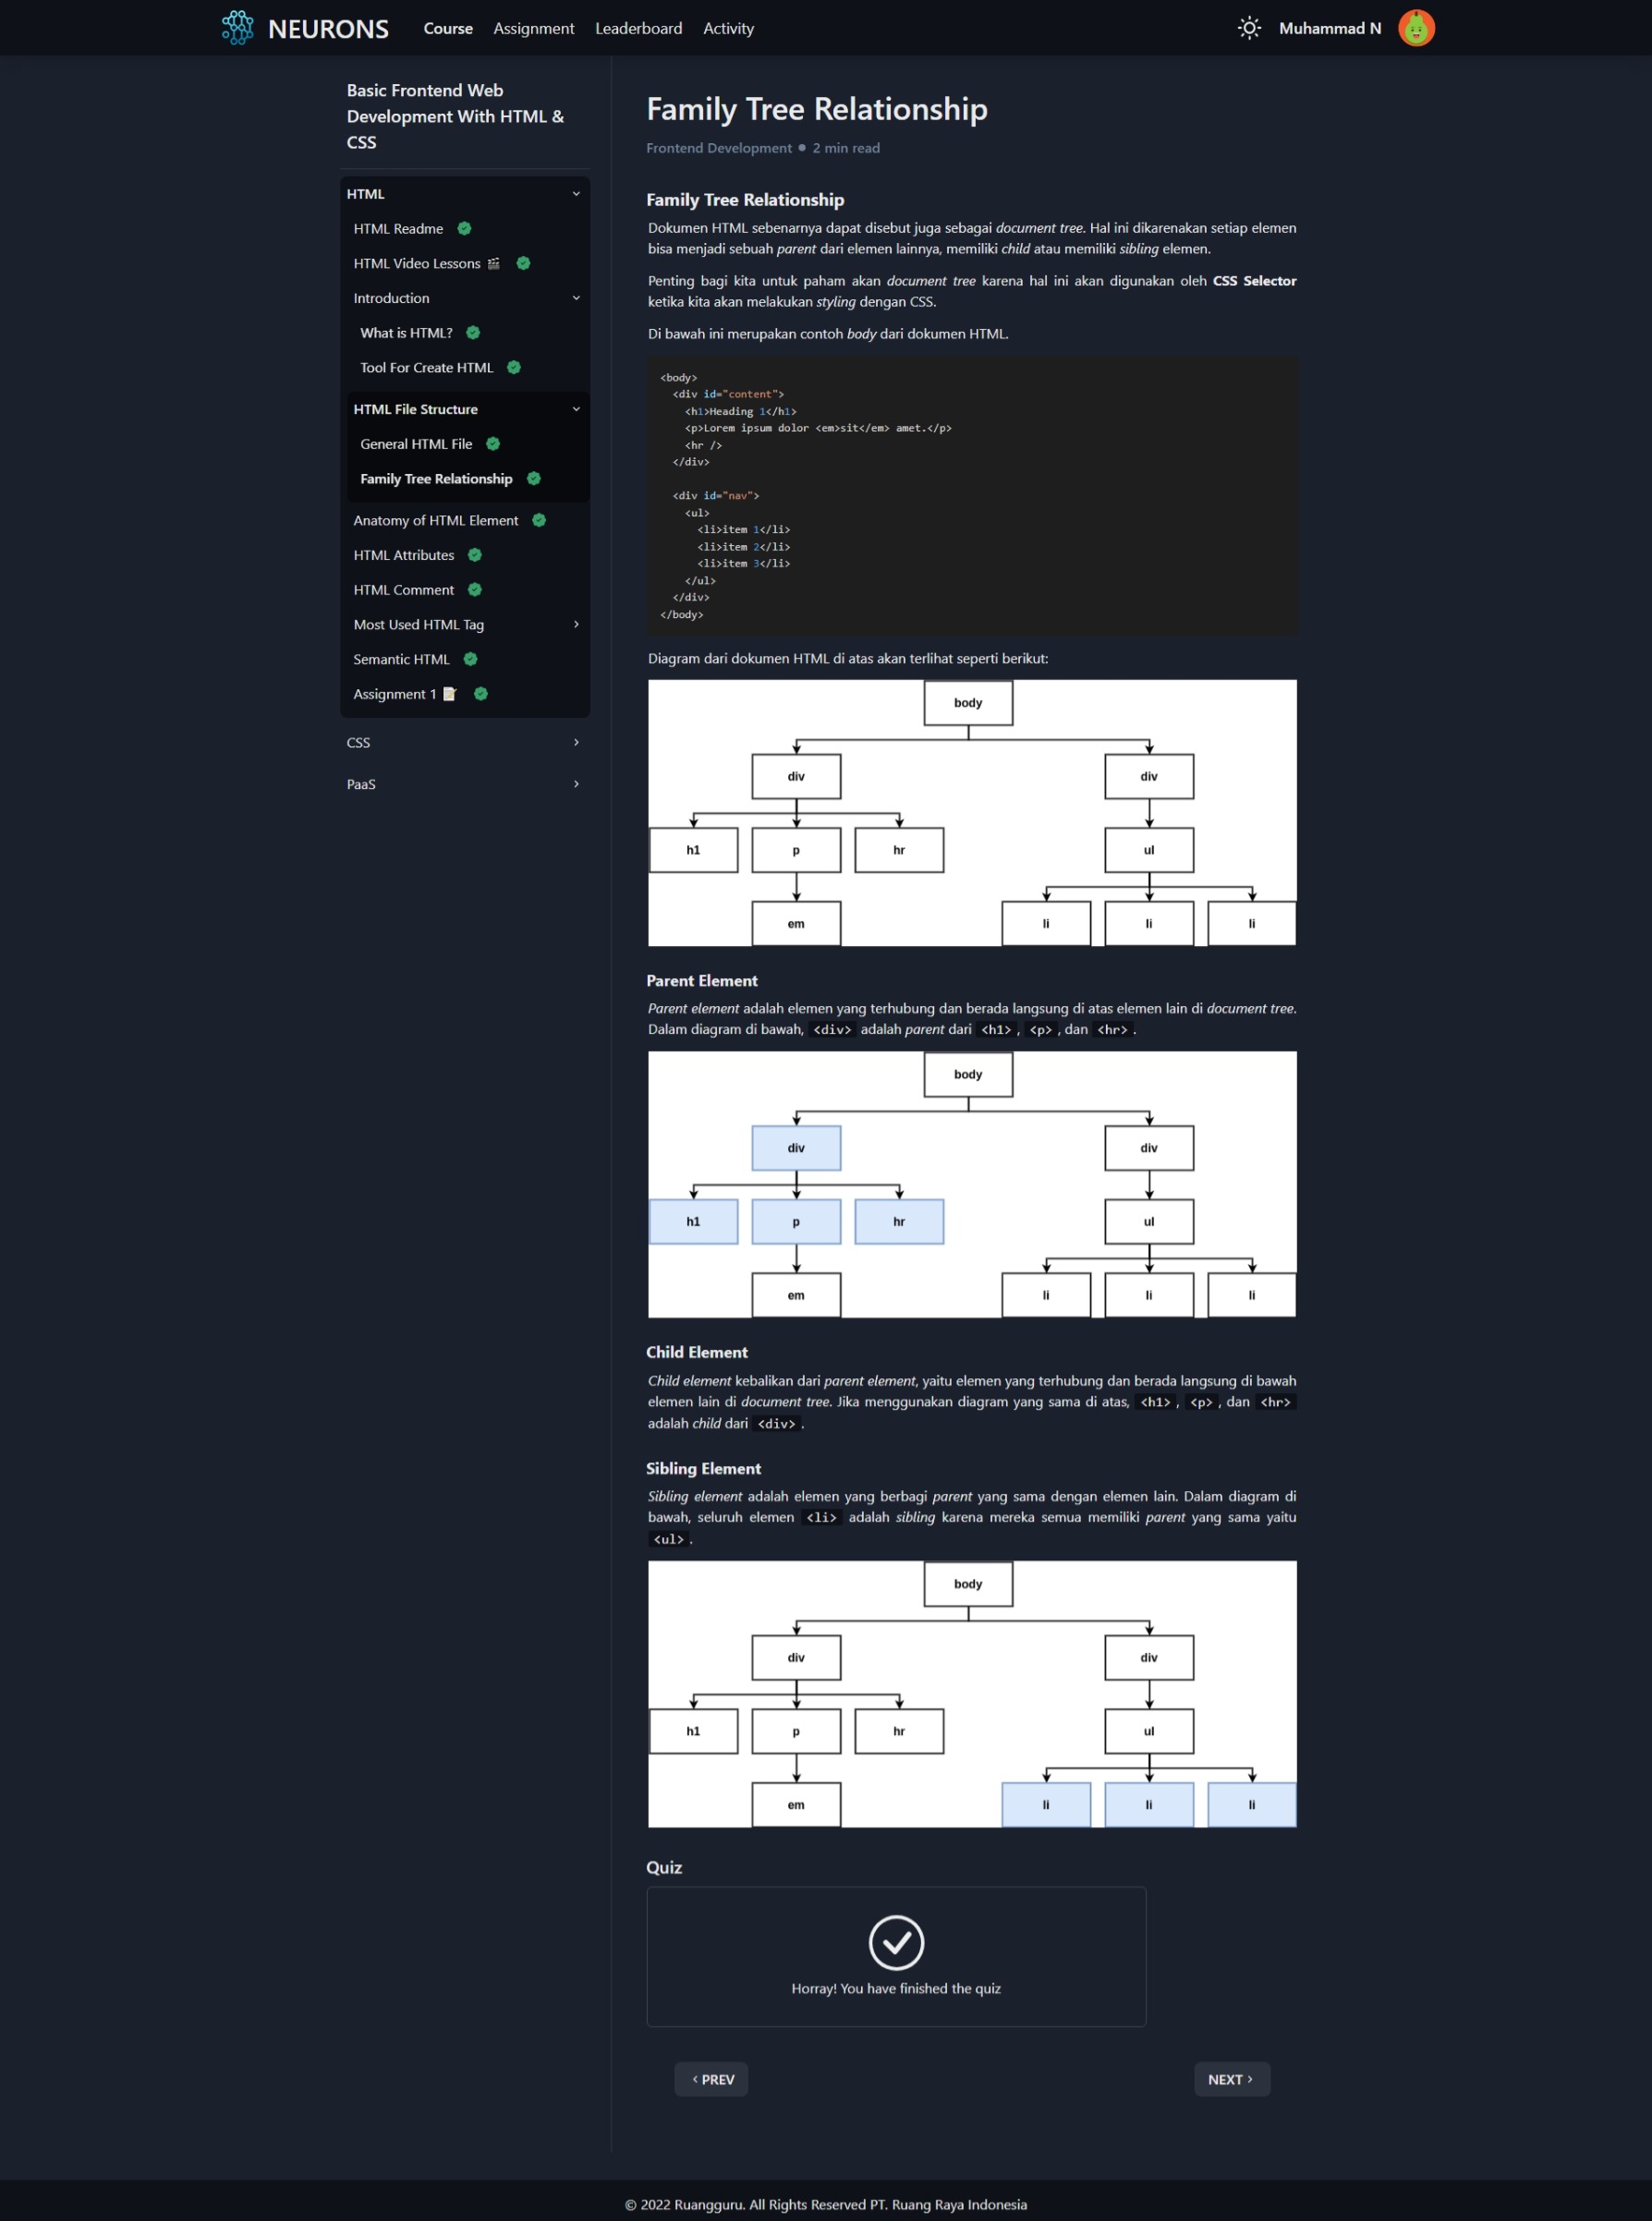 NEURONS
Course Assignment Leaderboard Activity
Muhammad N
Basic Frontend Web
Development With HTML &
CSS
HTML
HTML Readme
HTML Video Lessons
Introduction
What is HTML?
Tool For Create HTML
HTML File Structure
General HTML File
Family Tree Relationship
Anatomy of HTML Element
HTML Attributes
HTML Comment
Most Used HTML Tag
Semantic HTML
Assignment 1
CSS
PaaS
Family Tree Relationship
Frontend Development ● 2 min read
Family Tree Relationship
Dokumen HTML sebenarnya dapat disebut juga sebagai document tree. Hal ini dikarenakan setiap elemen
bisa menjadi sebuah parent dari elemen lainnya, memiliki child atau memiliki sibling elemen.
Penting bagi kita untuk paham akan document tree karena hal ini akan digunakan oleh CSS Selector
ketika kita akan melakukan styling dengan CSS.
Di bawah ini merupakan contoh body dari dokumen HTML.
<body>
<div id="content">
<h1>Heading 1</h1>
<p>Lorem ipsum dolor <em>sit</em> amet.</p>
<hr />
</div>
<div id="nav">
<ul>
<li>item 1</li>
<li>item 2</li>
<li>item 3</li>
</ul>
</div>
</body>
Diagram dari dokumen HTML di atas akan terlihat seperti berikut:
body
div div
h1 p hr ul
em li li li
Parent Element
Parent element adalah elemen yang terhubung dan berada langsung di atas elemen lain di document tree.
Dalam diagram di bawah, <div> adalah parent dari <h1> , <p> , dan <hr> .
body
div div
h1 p hr ul
em li li li
Child Element
Child element kebalikan dari parent element, yaitu elemen yang terhubung dan berada langsung di bawah
elemen lain di document tree. Jika menggunakan diagram yang sama di atas, <h1> , <p> , dan <hr>
adalah child dari <div> .
Sibling Element
Sibling element adalah elemen yang berbagi parent yang sama dengan elemen lain. Dalam diagram di
bawah, seluruh elemen <li> adalah sibling karena mereka semua memiliki parent yang sama yaitu
<ul> .
body
div div
h1 p hr ul
em li li li
Quiz
Horray! You have finished the quiz
‹ PREV
NEXT ›
© 2022 Ruangguru. All Rights Reserved PT. Ruang Raya Indonesia